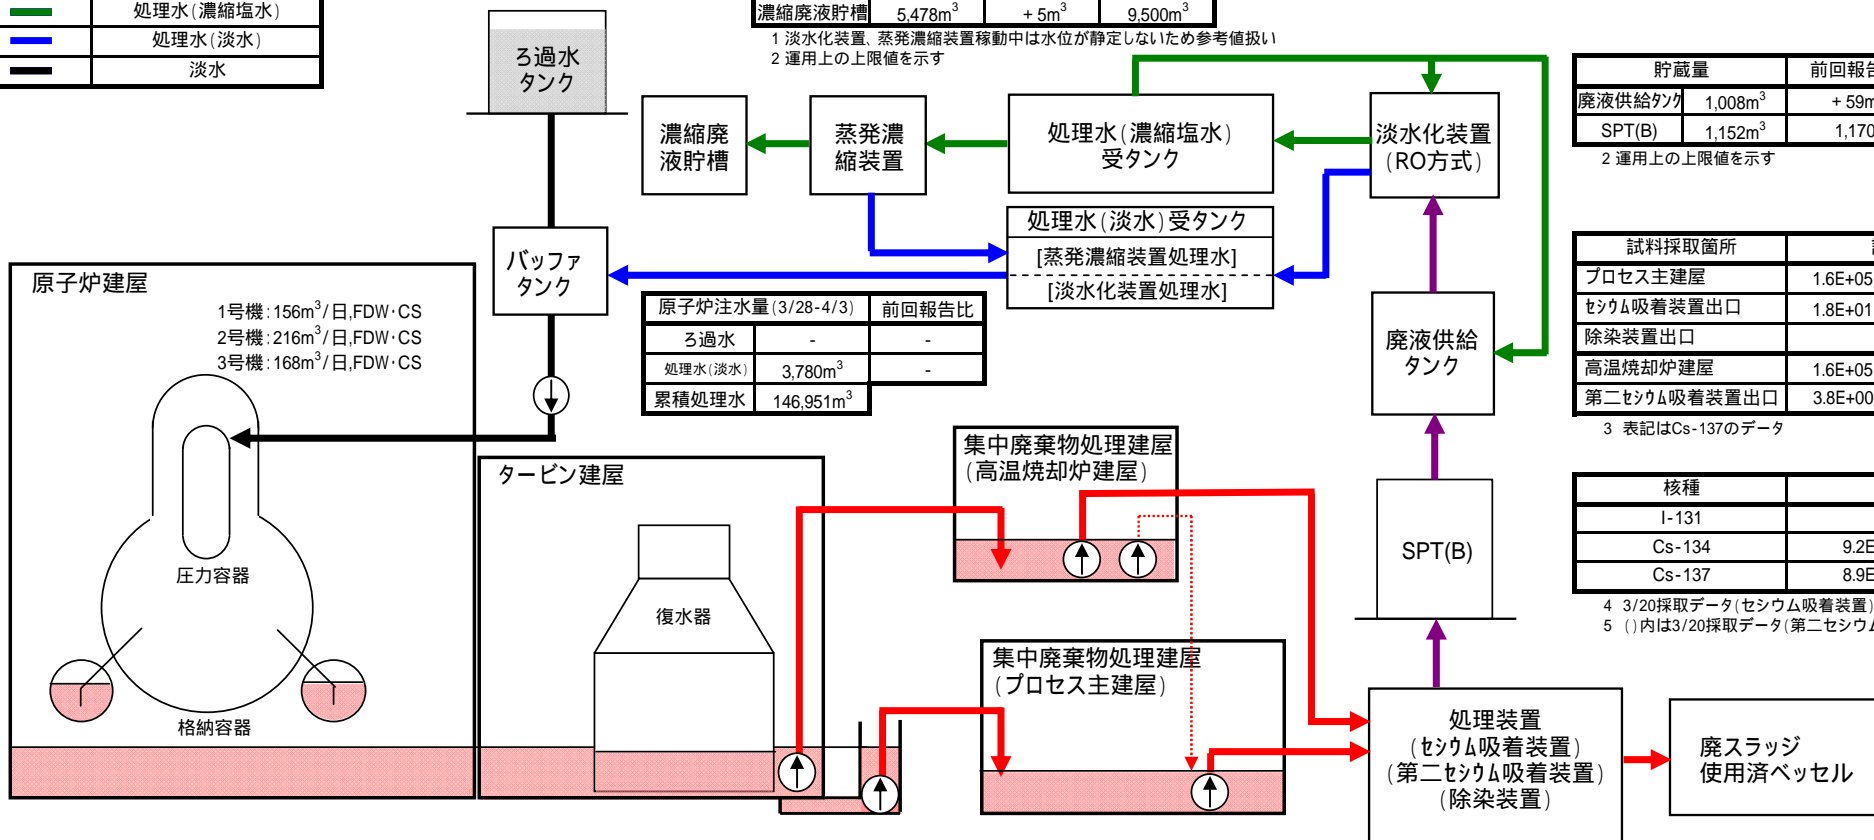 処理水(濃縮塩水)
処理水(淡水)
淡水
濃縮廃液貯槽 5,478m³ +5m³ 9,500m³
1 淡水化装置、蒸発濃縮装置稼動中は水位が静定しないため参考値扱い
2 運用上の上限値を示す
ろ過水
タンク
濃縮廃
液貯槽
蒸発濃
縮装置
処理水(濃縮塩水)
受タンク
淡水化装置
(RO方式)
貯蔵量 前回報告
廃液供給タンク 1,008m³ +59m
SPT(B) 1,152m³ 1,170
2 運用上の上限値を示す
処理水(淡水)受タンク
[蒸発濃縮装置処理水]
[淡水化装置処理水]
バッファ
タンク
原子炉建屋
1号機:156m³/日,FDW・CS
2号機:216m³/日,FDW・CS
3号機:168m³/日,FDW・CS
原子炉注水量(3/28-4/3) 前回報告比
ろ過水 - -
処理水(淡水) 3,780m³ -
累積処理水 146,951m³
廃液供給
タンク
試料採取箇所
プロセス主建屋 1.6E+05
セシウム吸着装置出口 1.8E+01
除染装置出口
高温焼却炉建屋 1.6E+05
第二セシウム吸着装置出口 3.8E+00
3 表記はCs-137のデータ
圧力容器
格納容器
タービン建屋
復水器
集中廃棄物処理建屋
(高温焼却炉建屋)
SPT(B)
核種
I-131
Cs-134 9.2E
Cs-137 8.9E
4 3/20採取データ(セシウム吸着装置)
5 ()内は3/20採取データ(第二セシウム
集中廃棄物処理建屋
(プロセス主建屋)
処理装置
(セシウム吸着装置)
(第二セシウム吸着装置)
(除染装置)
廃スラッジ
使用済ベッセル